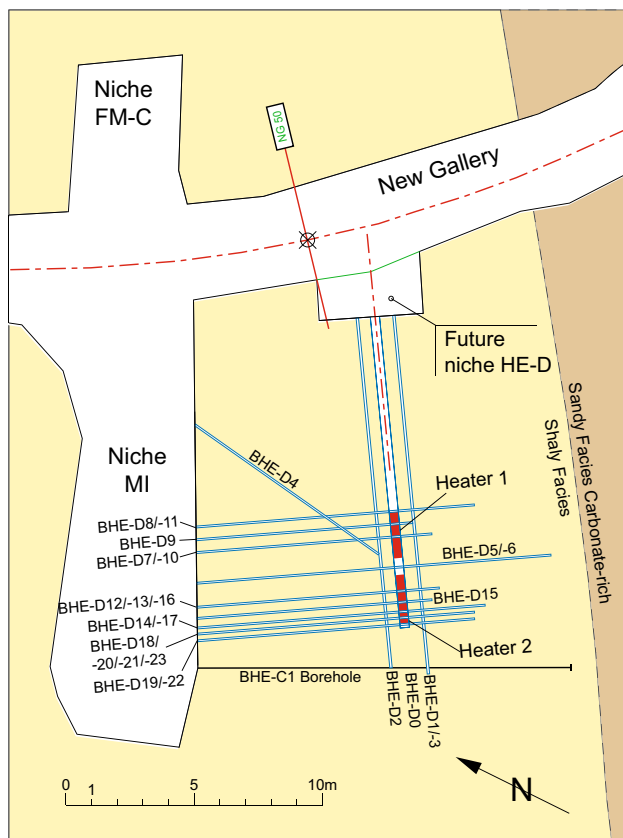 Niche
FM-C
NG 50
New Gallery
Future
niche HE-D
Sandy Facies Carbonate-rich
Shaly Facies
BHE-D4
Niche
MI
Heater 1
BHE-D8/-11
BHE-D9
BHE-D7/-10
BHE-D5/-6
BHE-D12/-13/-16
BHE-D15
BHE-D14/-17
BHE-D18/
-20/-21/-23
Heater 2
BHE-D19/-22
BHE-C1 Borehole
BHE-D2
BHE-D0
BHE-D1/-3
0 1 5 10m
N